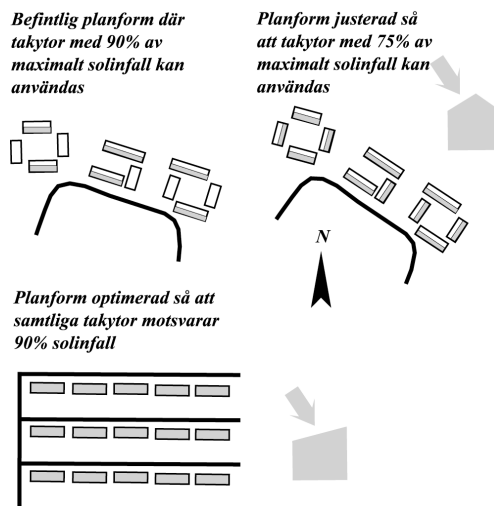 Befintlig planform där
takytor med 90% av
maximalt solinfall kan
användas
Planform justerad så
att takytor med 75% av
maximalt solinfall kan
användas
N
Planform optimerad så att
samtliga takytor motsvarar
90% solinfall